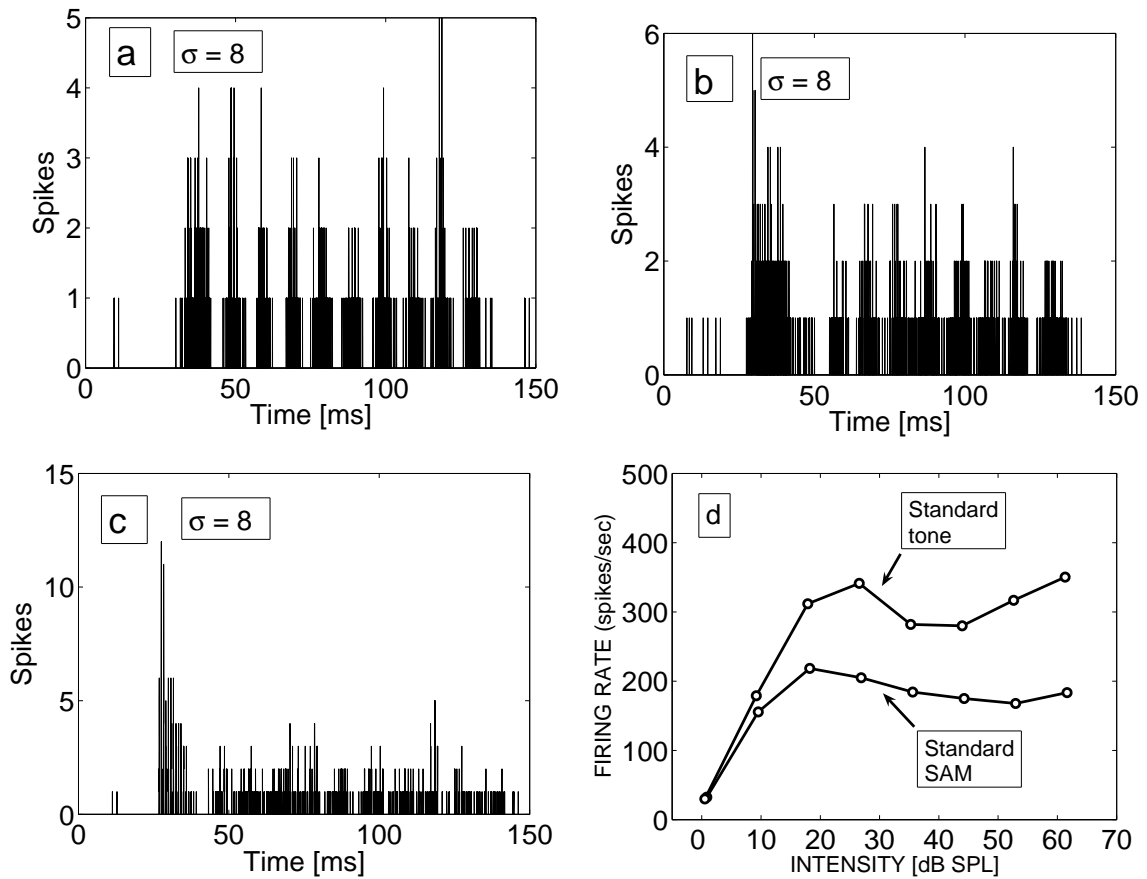 a
σ = 8
5
4
3
2
1
0
Spikes
0 50 100 150
Time [ms]
b
σ = 8
6
4
2
0
Spikes
0 50 100 150
Time [ms]
c
σ = 8
15
10
5
0
Spikes
0 50 100 150
Time [ms]
d
Standard
tone
Standard
SAM
500
400
300
200
100
0
FIRING RATE (spikes/sec)
0 10 20 30 40 50 60 70
INTENSITY [dB SPL]